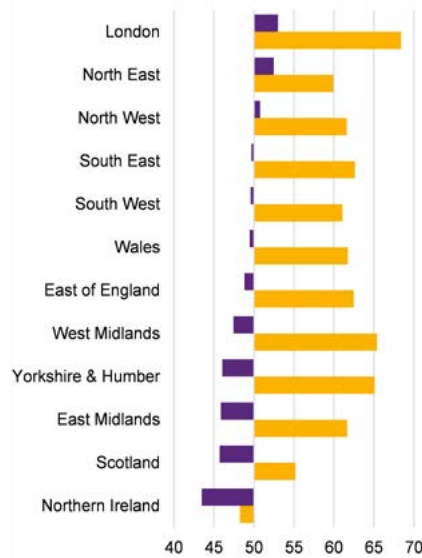 London
North East
North West
South East
South West
Wales
East of England
West Midlands
Yorkshire & Humber
East Midlands
Scotland
Northern Ireland
40 45 50 55 60 65 70